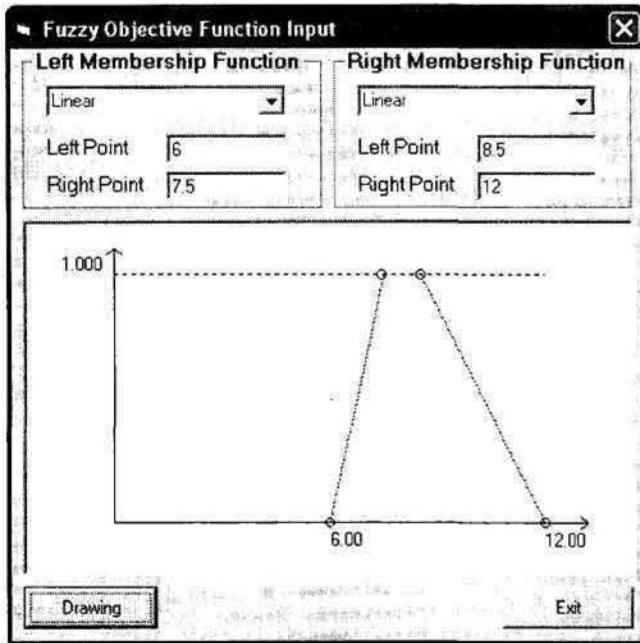 Fuzzy Objective Function Input
Left Membership Function
Linear
Left Point 6
Right Point 7.5
Right Membership Function
Linear
Left Point 8.5
Right Point 12
1.000
6.00
12.00
Drawing
Exit